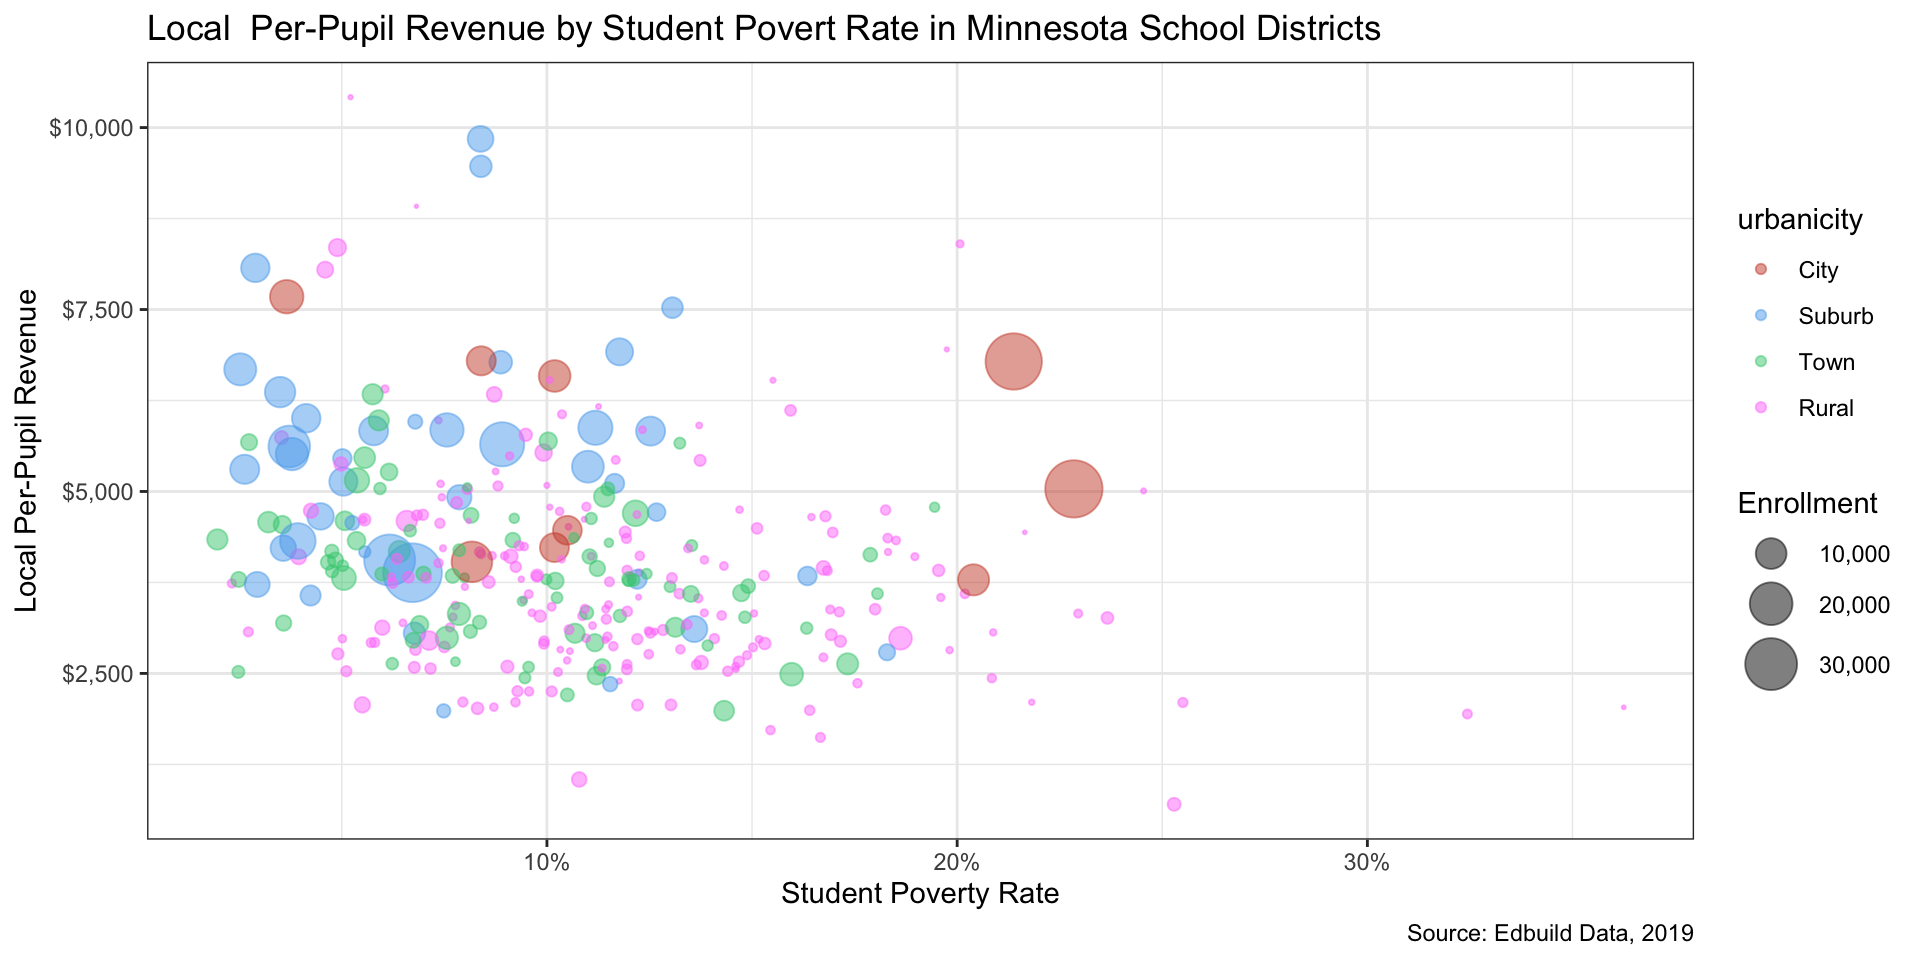 Local  Per-Pupil Revenue by Student Povert Rate in Minnesota School Districts
Local Per-Pupil Revenue
$10,000
$7,500
$5,000
$2,500
10%
20%
30%
Student Poverty Rate
urbanicity
City
Suburb
Town
Rural
Enrollment
10,000
20,000
30,000
Source: Edbuild Data, 2019